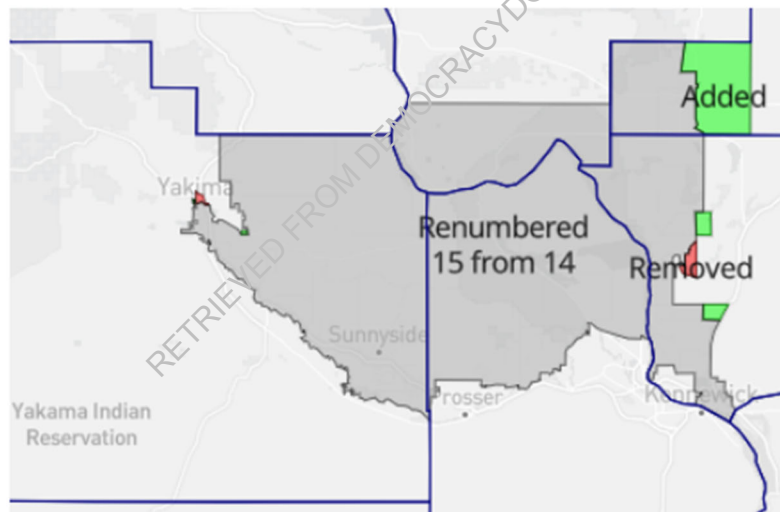 RETRIEVED FROM DEMOCRACYDO
Added
Yakima
Renumbered
15 from 14
Removed
Sunnyside
Prosser
Kennewick
Yakama Indian
Reservation